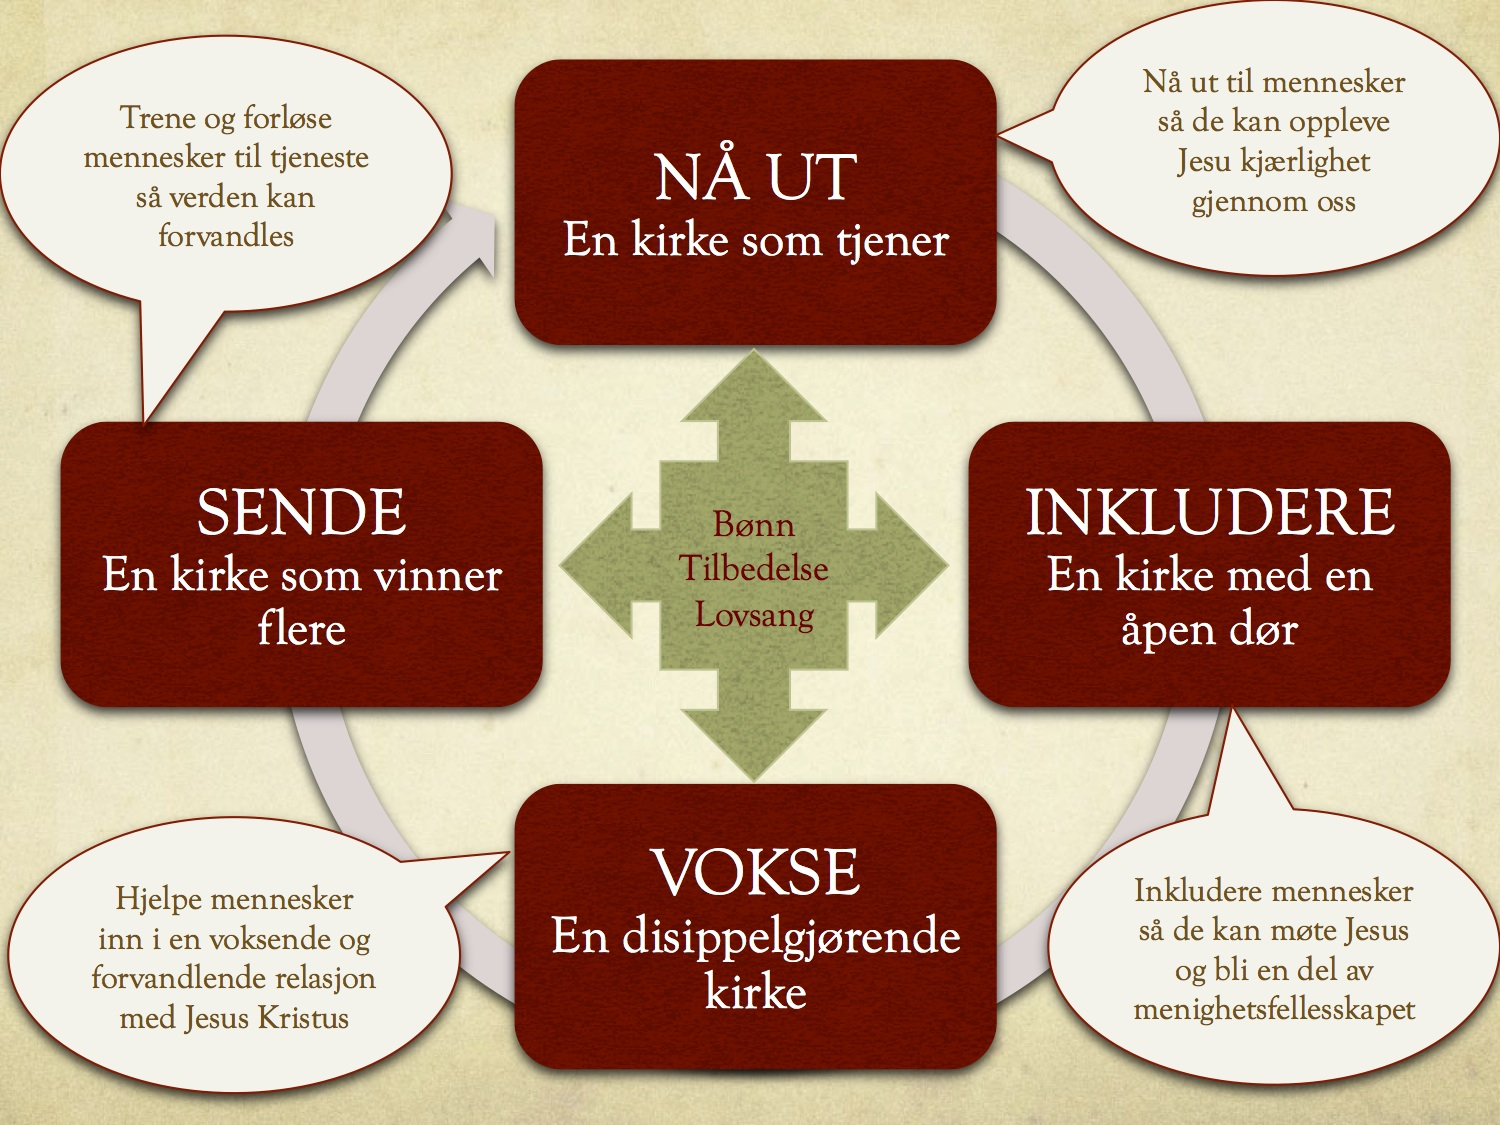 Trene og forløse
mennesker til tjeneste
så verden kan
forvandles
NÅ UT
En kirke som tjener
Nå ut til mennesker
så de kan oppleve
Jesu kjærlighet
gjennom oss
SENDE
En kirke som vinner
flere
Bønn
Tilbedelse
Lovsang
INKLUDERE
En kirke med en
åpen dør
Hjelpe mennesker
inn i en voksende og
forvandlende relasjon
med Jesus Kristus
VOKSE
En disippelgjørende
kirke
Inkludere mennesker
så de kan møte Jesus
og bli en del av
menighetsfellesskapet